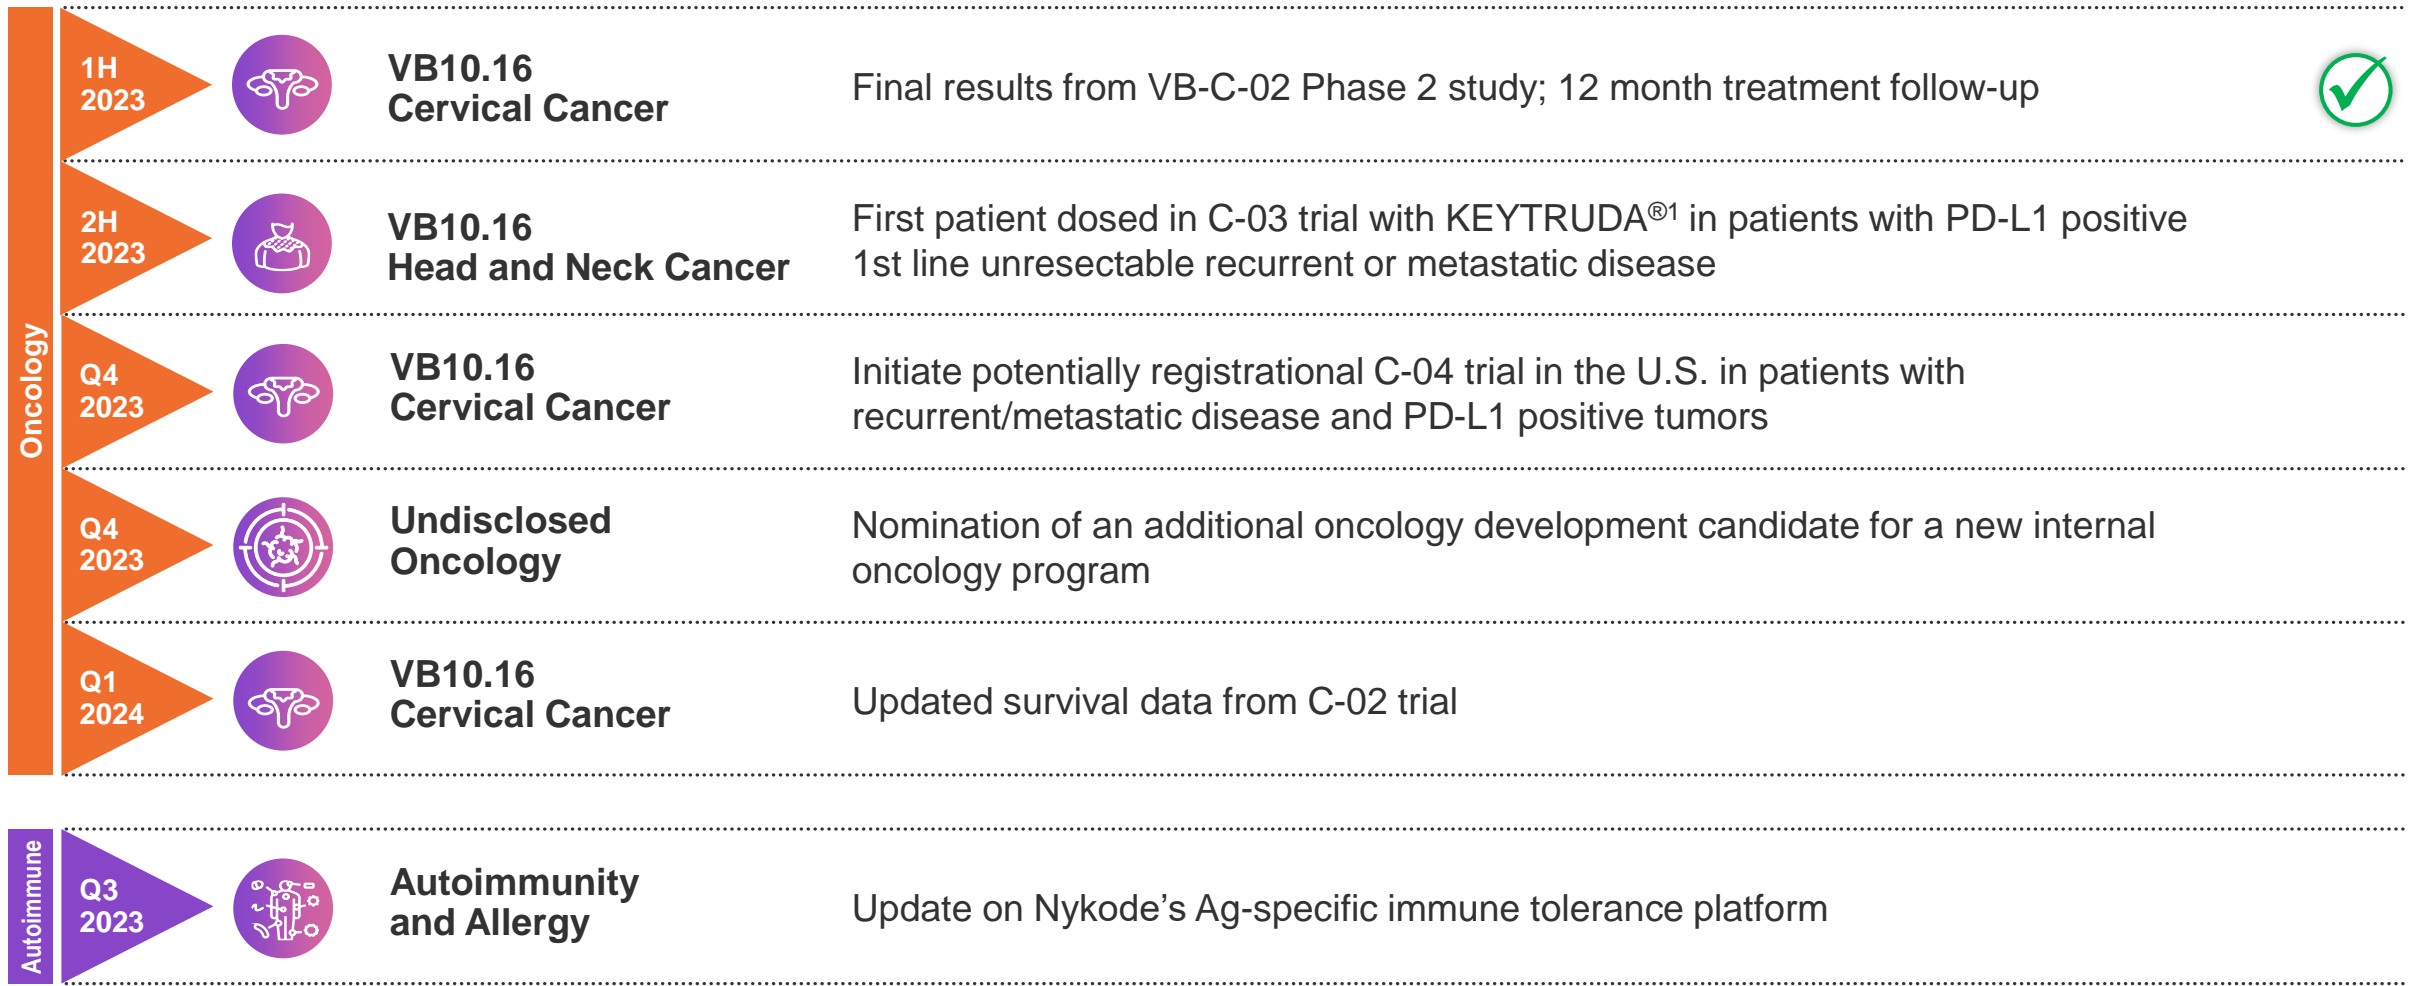 Oncology
1H
2023
VB10.16
Cervical Cancer
Final results from VB-C-02 Phase 2 study; 12 month treatment follow-up
2H
2023
VB10.16
Head and Neck Cancer
First patient dosed in C-03 trial with KEYTRUDA®1 in patients with PD-L1 positive
1st line unresectable recurrent or metastatic disease
Q4
2023
VB10.16
Cervical Cancer
Initiate potentially registrational C-04 trial in the U.S. in patients with
recurrent/metastatic disease and PD-L1 positive tumors
Q4
2023
Undisclosed
Oncology
Nomination of an additional oncology development candidate for a new internal
oncology program
Q1
2024
VB10.16
Cervical Cancer
Updated survival data from C-02 trial
Autoimmune
Q3
2023
Autoimmunity
and Allergy
Update on Nykode’s Ag-specific immune tolerance platform